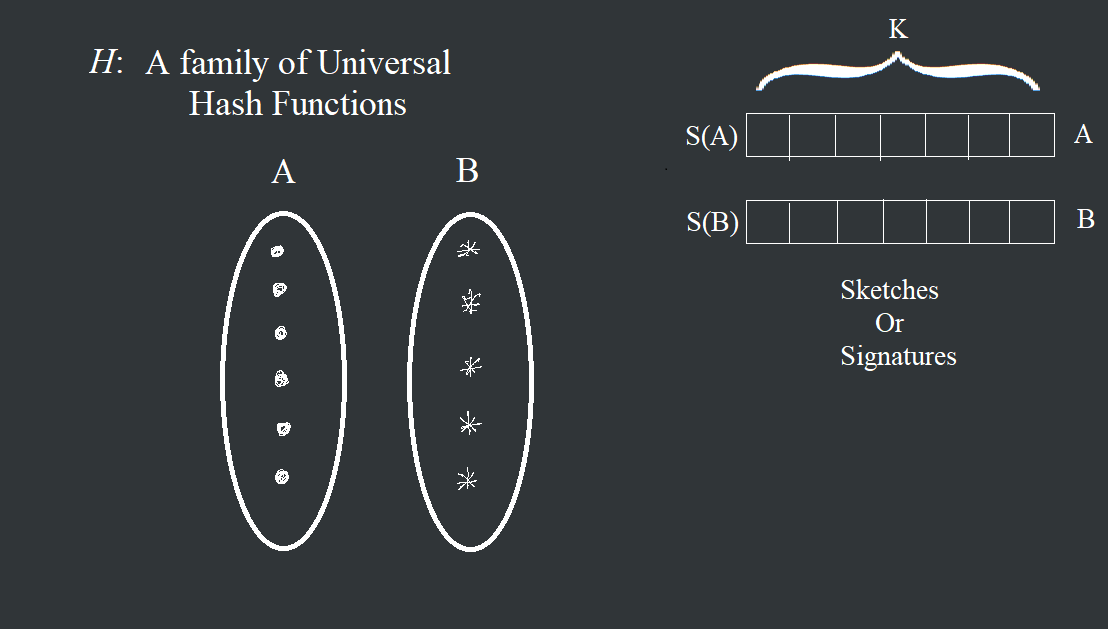 H: A family of Universal
Hash Functions
A
B
K
S(A)
A
S(B)
B
Sketches
Or
Signatures